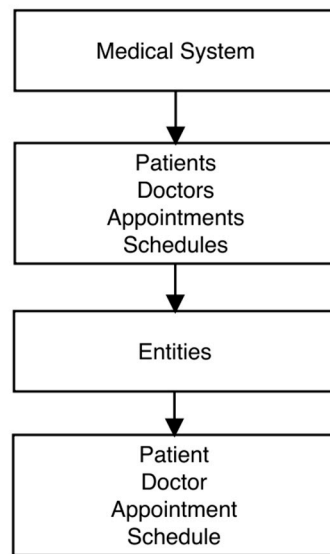 Medical System
Patients
Doctors
Appointments
Schedules
Entities
Patient
Doctor
Appointment
Schedule